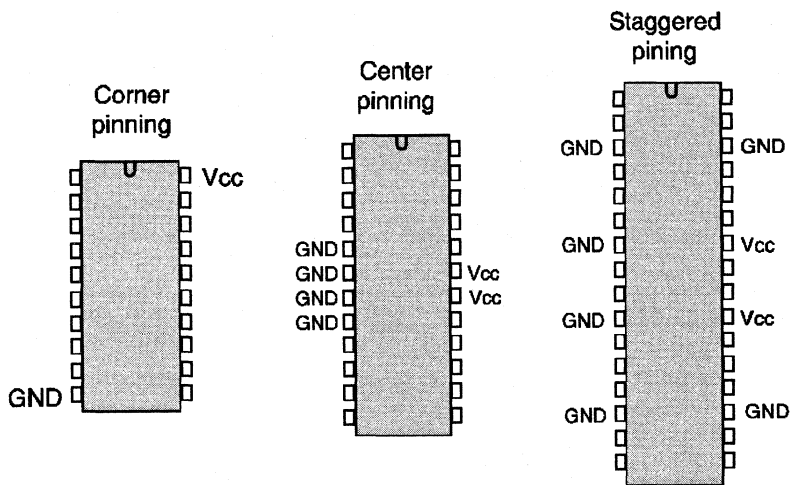 Corner
pinning
Vcc
GND
Center
pinning
GND
GND
Vcc
GND
Vcc
GND
Staggered
pining
GND
GND
GND
Vcc
GND
Vcc
GND
GND